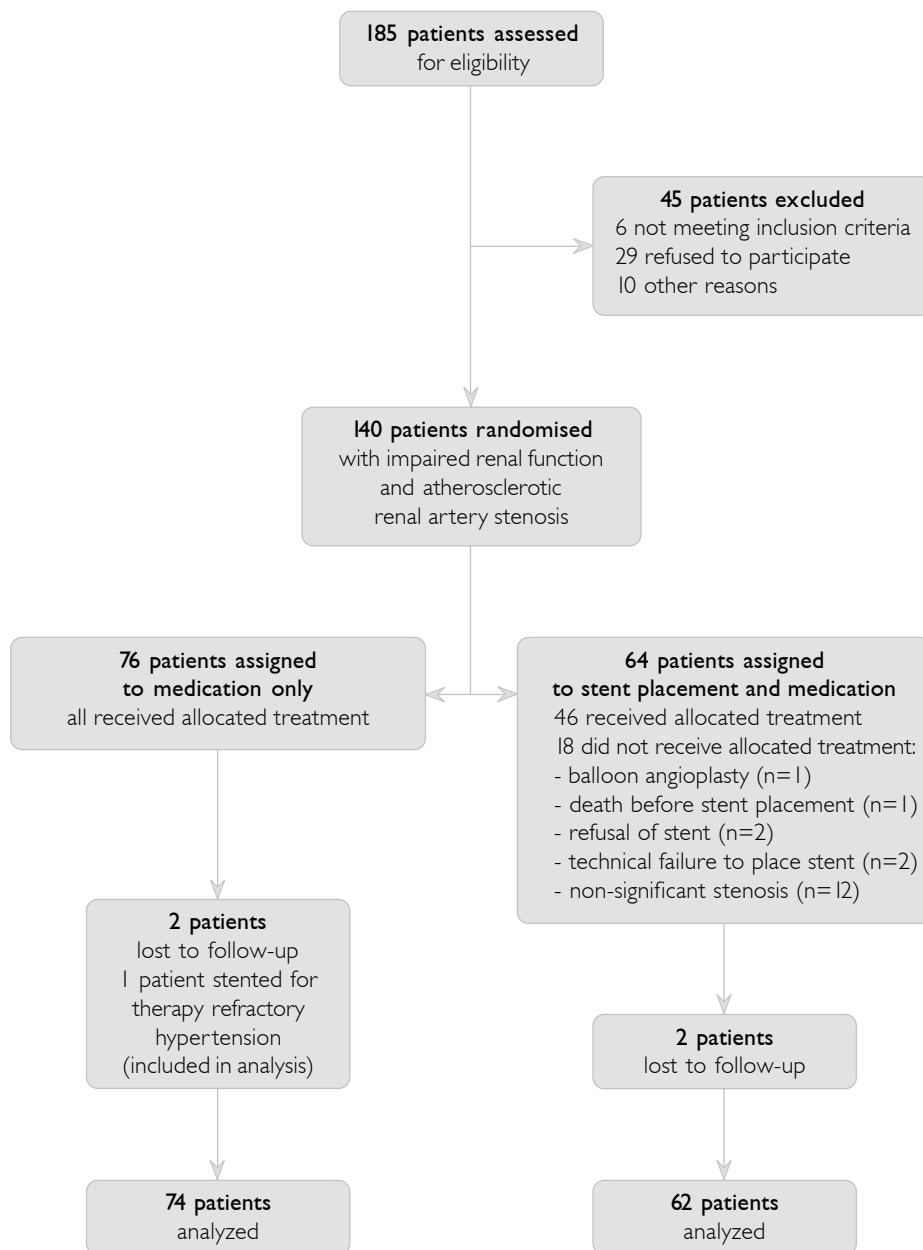 185 patients assessed
for eligibility
45 patients excluded
6 not meeting inclusion criteria
29 refused to participate
10 other reasons
140 patients randomised
with impaired renal function
and atherosclerotic
renal artery stenosis
76 patients assigned
to medication only
all received allocated treatment
64 patients assigned
to stent placement and medication
46 received allocated treatment
18 did not receive allocated treatment:
- balloon angioplasty (n=1)
- death before stent placement (n=1)
- refusal of stent (n=2)
- technical failure to place stent (n=2)
- non-significant stenosis (n=12)
2 patients
lost to follow-up
1 patient stented for
therapy refractory
hypertension
(included in analysis)
2 patients
lost to follow-up
74 patients
analyzed
62 patients
analyzed